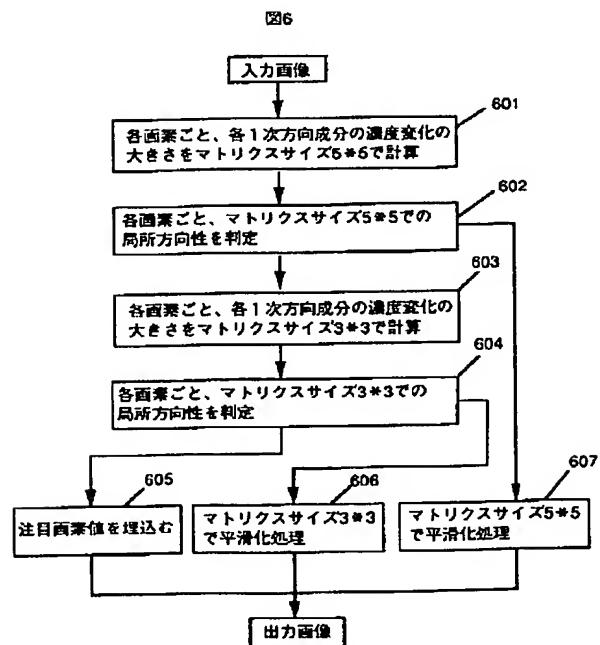 図6
入力画像
601
各画素ごと、各1次方向成分の濃度変化の
大きさをマトリクスサイズ5*5で計算
602
各画素ごと、マトリクスサイズ5*5での
局所方向性を判定
603
各画素ごと、各1次方向成分の濃度変化の
大きさをマトリクスサイズ3*3で計算
604
各画素ごと、マトリクスサイズ3*3での
局所方向性を判定
605
注目画素値を埋込む
606
マトリクスサイズ3*3
で平滑化処理
607
マトリクスサイズ5*5
で平滑化処理
出力画像